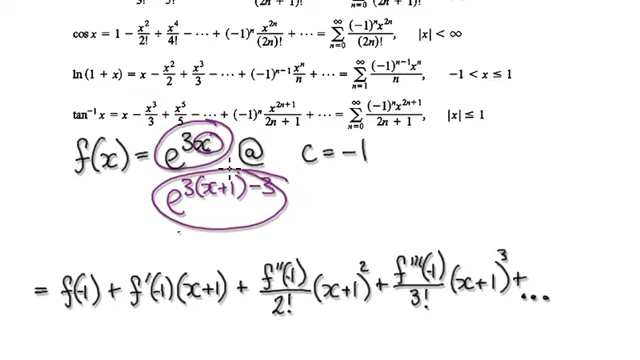 cos x = 1 − x²/2! + x⁴/4! − ⋯ + (−1)ⁿ x²ⁿ/(2n)! + ⋯ = ∑_{n=0}^{∞} (−1)ⁿx²ⁿ/(2n)!, |x| < ∞
ln (1 + x) = x − x²/2 + x³/3 − ⋯ + (−1)ⁿ⁻¹ xⁿ/n + ⋯ = ∑_{n=1}^{∞} (−1)ⁿ⁻¹xⁿ/n, −1 < x ≤ 1
tan⁻¹ x = x − x³/3 + x⁵/5 − ⋯ + (−1)ⁿ x²ⁿ⁺¹/(2n + 1) + ⋯ = ∑_{n=0}^{∞} (−1)ⁿx²ⁿ⁺¹/(2n + 1), |x| ≤ 1
f(x) = e^{3x} @ c = −1
e^{3(x+1)−3}
= f(-1) + f'(-1)(x+1) + f''(-1)/2! (x+1)² + f'''(-1)/3! (x+1)³ + ...